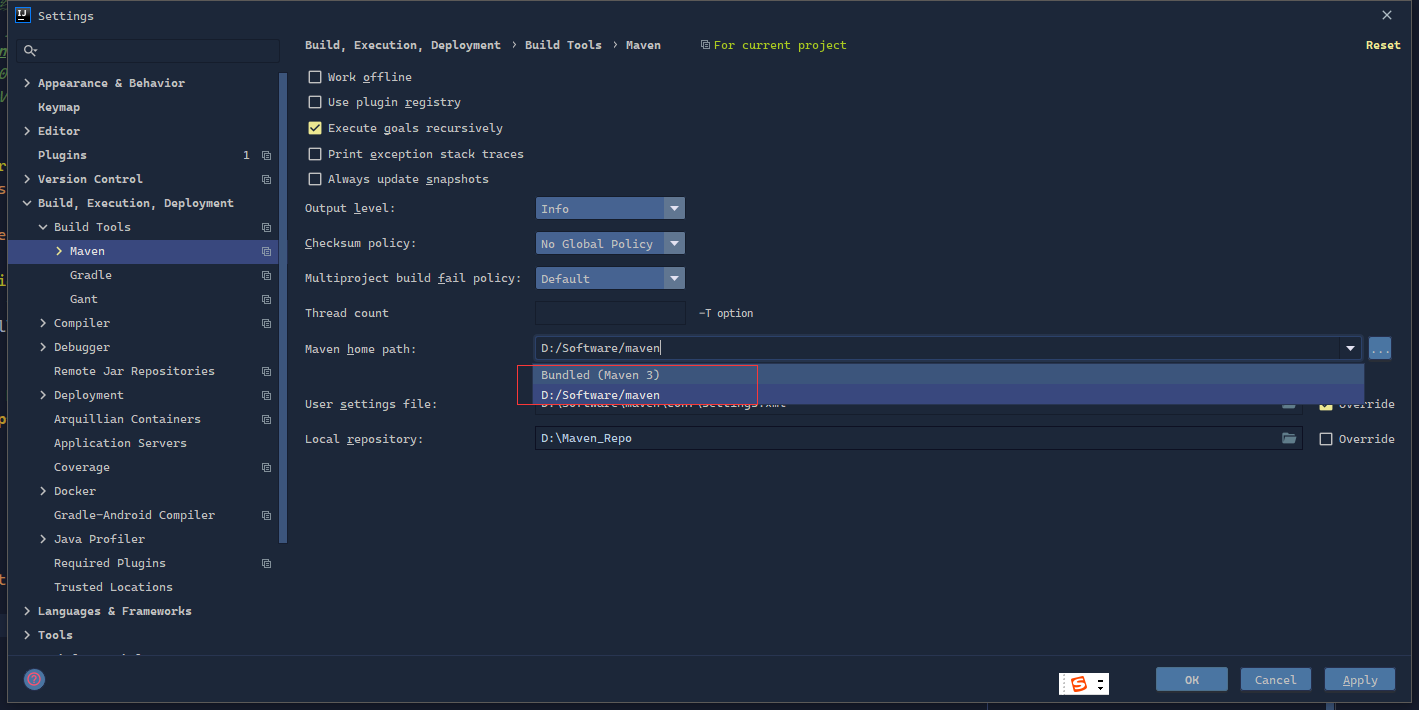 Settings
Build, Execution, Deployment › Build Tools › Maven For current project Reset
Appearance & Behavior
Keymap
Editor
Plugins 1
Version Control
Build, Execution, Deployment
Build Tools
Maven
Gradle
Gant
Compiler
Debugger
Remote Jar Repositories
Deployment
Arquillian Containers
Application Servers
Coverage
Docker
Gradle-Android Compiler
Java Profiler
Required Plugins
Trusted Locations
Languages & Frameworks
Tools
Work offline
Use plugin registry
Execute goals recursively
Print exception stack traces
Always update snapshots
Output level: Info
Checksum policy: No Global Policy
Multiproject build fail policy: Default
Thread count -T option
Maven home path: D:/Software/maven ...
Bundled (Maven 3)
D:/Software/maven
User settings file: D:\Software\maven\conf\settings.xml Override
Local repository: D:\Maven_Repo Override
? OK Cancel Apply